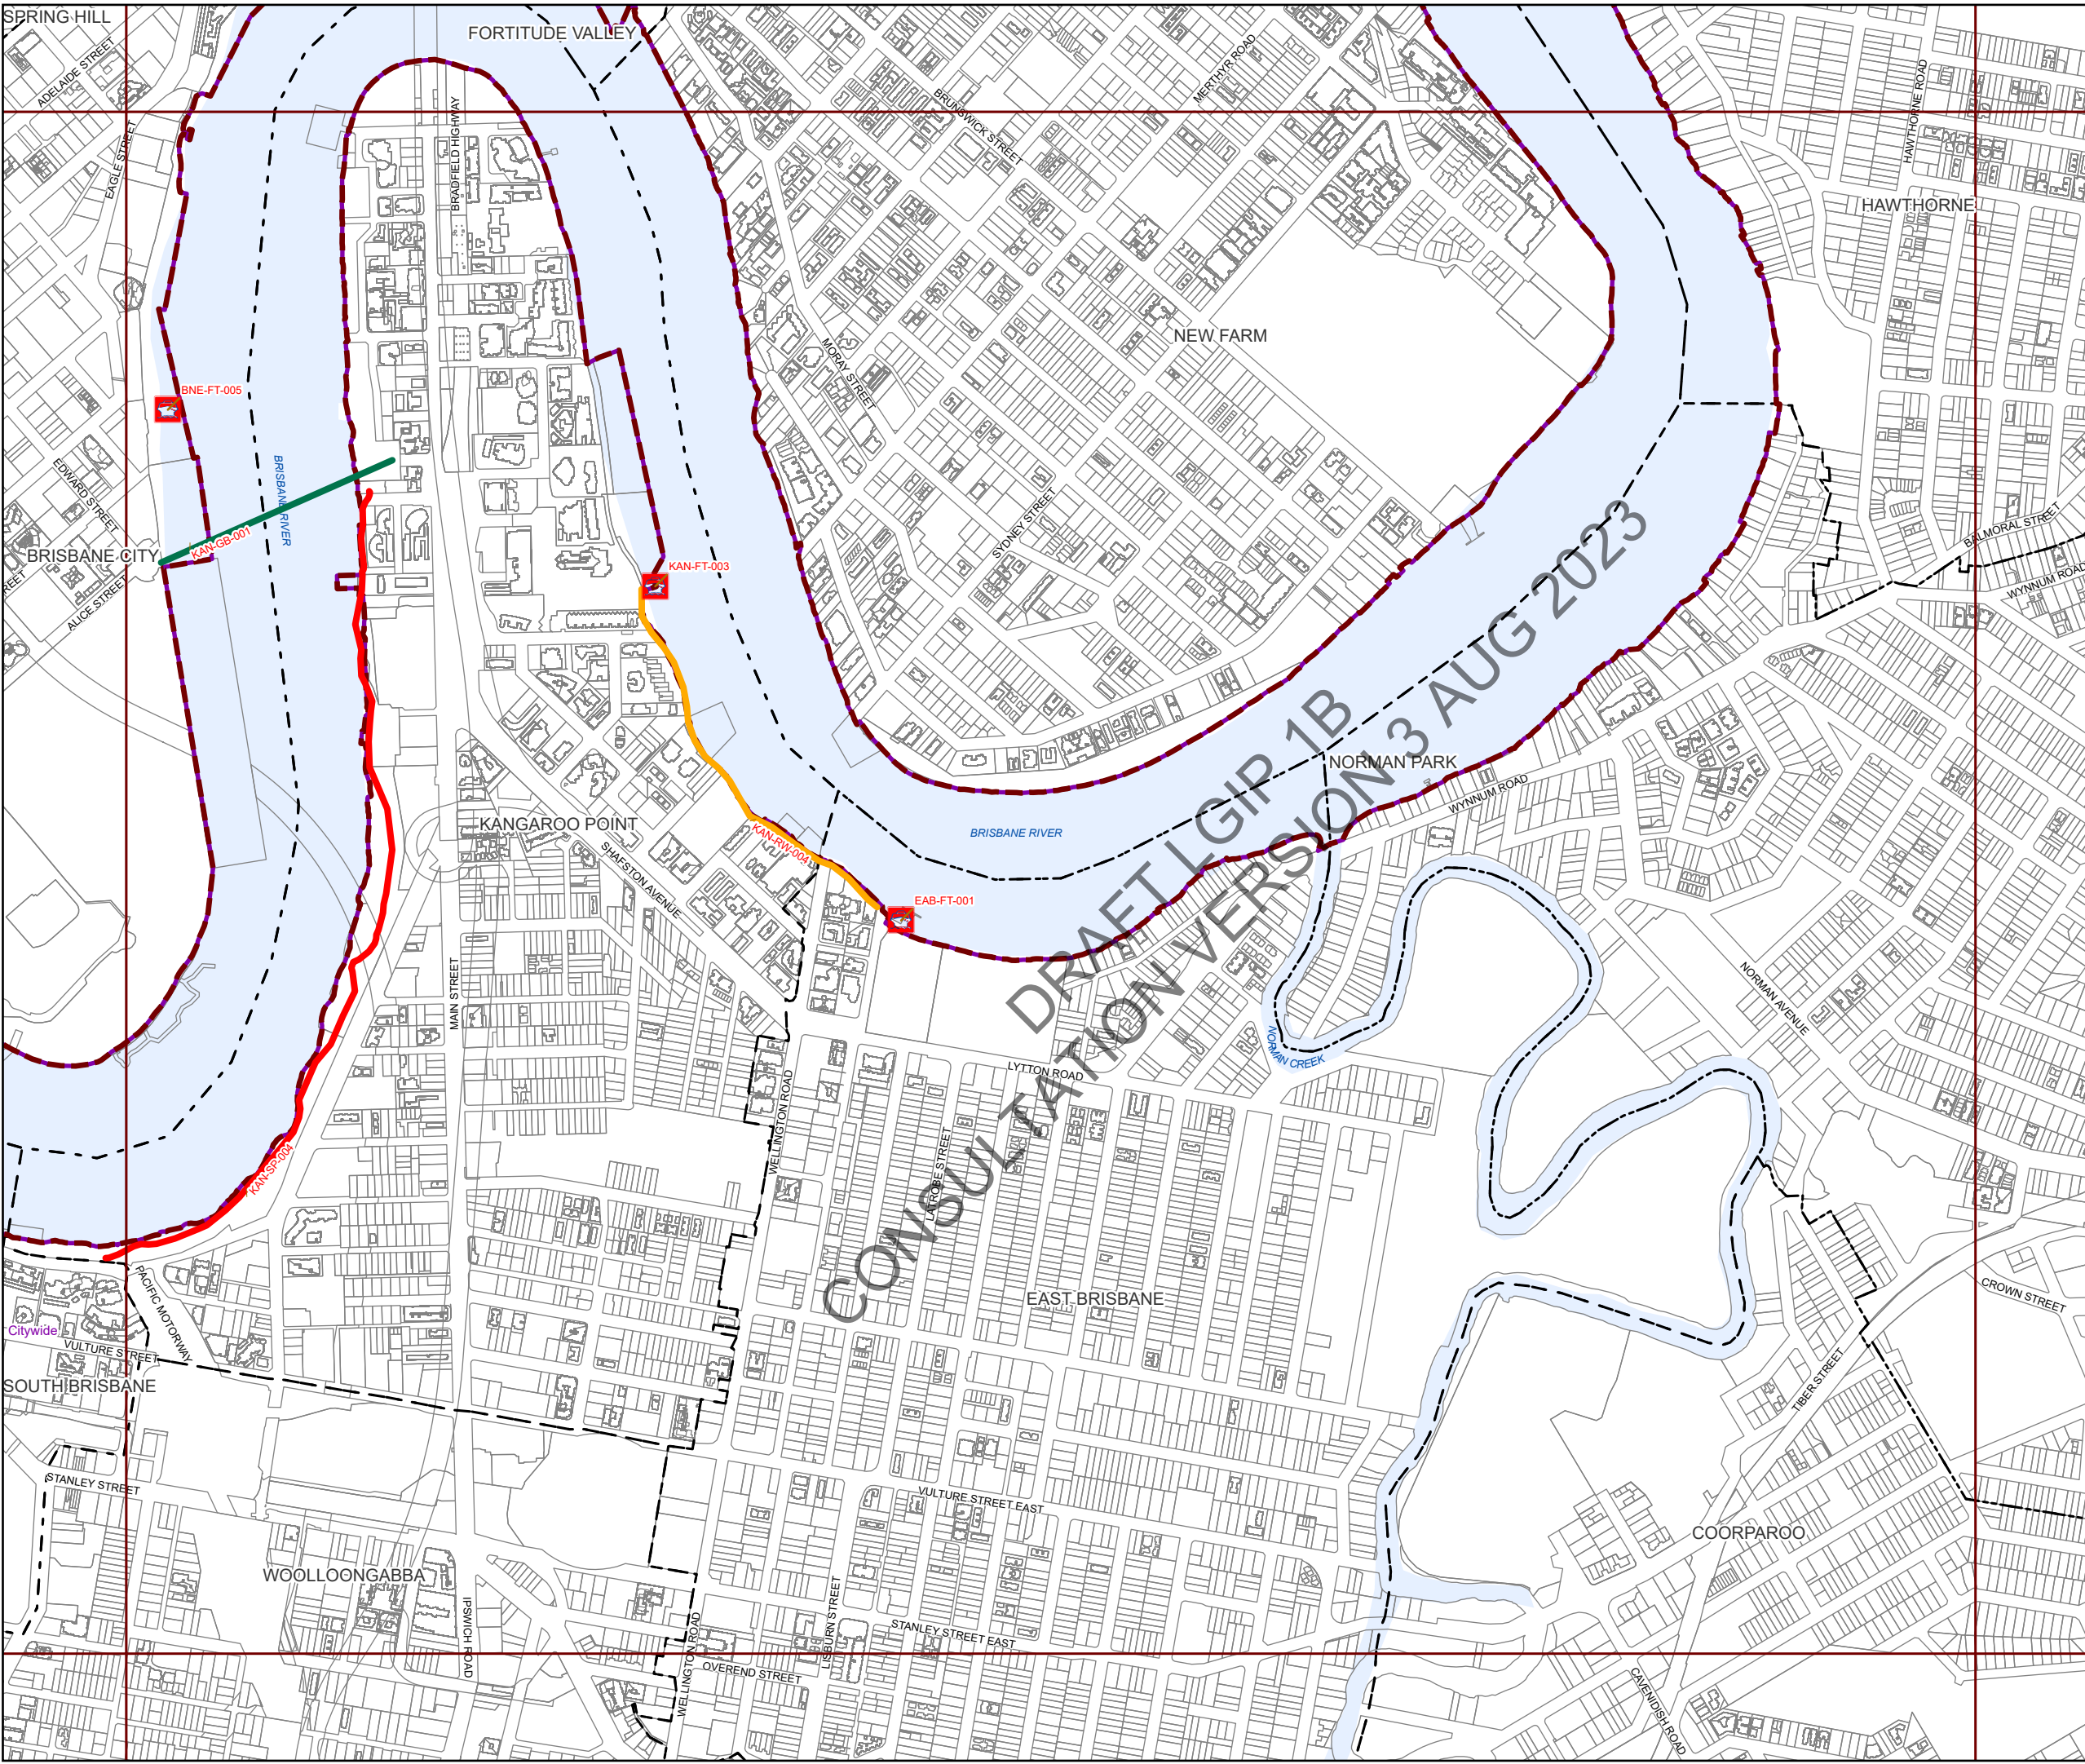 SPRING HILL
FORTITUDE VALLEY
ADELAIDE STREET
MERTHYR ROAD
BRUNSWICK STREET
HAWTHORNE ROAD
EAGLE STREET
BRADFIELD HIGHWAY
HAWTHORNE
NEW FARM
MORAY STREET
BNE-FT-005
EDWARD STREET
BRISBANE RIVER
SYDNEY STREET
KAN-GB-001
BRISBANE CITY
BALMORAL STREET
KAN-FT-003
WYNNUM ROAD
REET
ALICE STREET
DRAFT LGIP 1B
CONSULTATION VERSION 3 AUG 2023
NORMAN PARK
WYNNUM ROAD
KANGAROO POINT
KAN-RW-004
BRISBANE RIVER
SHAFSTON AVENUE
EAB-FT-001
MAIN STREET
NORMAN AVENUE
NORMAN CREEK
LYTTON ROAD
WELLINGTON ROAD
KAN-SP-004
LATROBE STREET
PACIFIC MOTORWAY
EAST BRISBANE
CROWN STREET
Citywide
VULTURE STREET
SOUTH BRISBANE
TIBER STREET
STANLEY STREET
VULTURE STREET EAST
COORPAROO
WOOLLOONGABBA
IPSWICH ROAD
LISBURN STREET
STANLEY STREET EAST
WELLINGTON ROAD
OVEREND STREET
CAVENDISH ROAD